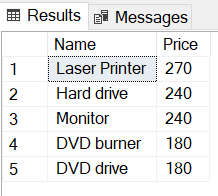 Results Messages
Name Price
1 Laser Printer 270
2 Hard drive 240
3 Monitor 240
4 DVD burner 180
5 DVD drive 180